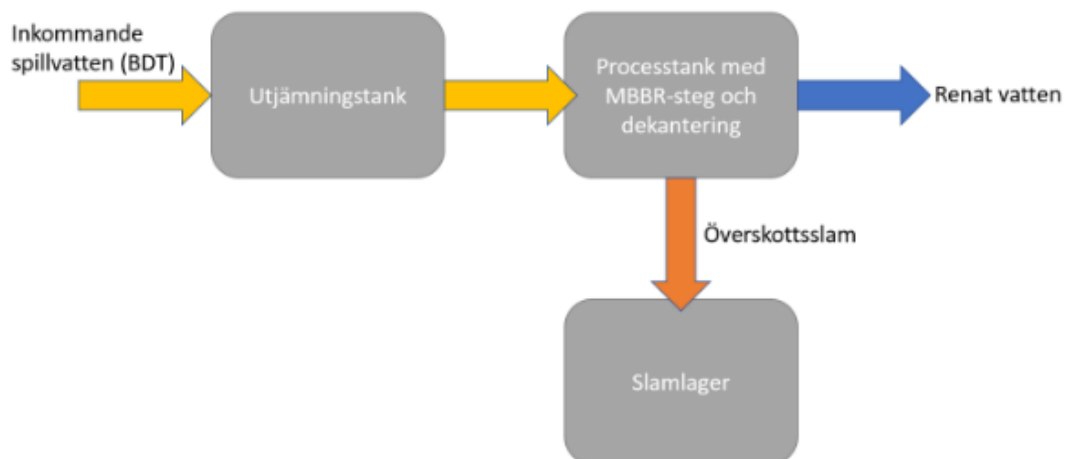 Inkommande
spillvatten (BDT)
Utjämningstank
Processtank med
MBBR-steg och
dekantering
Renat vatten
Överskottsslam
Slamlager